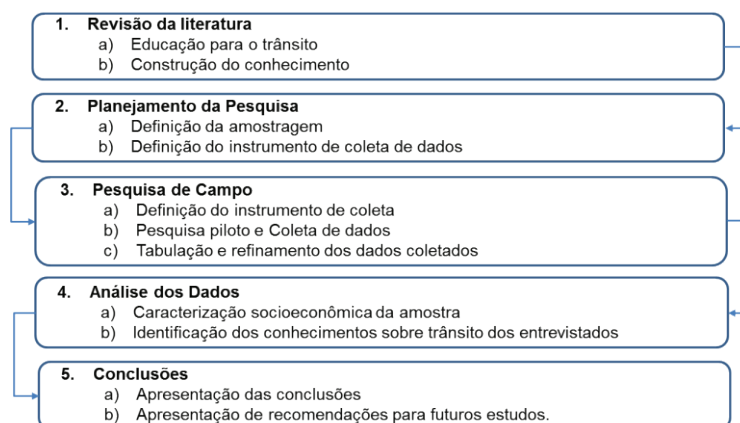 1. Revisão da literatura
a) Educação para o trânsito
b) Construção do conhecimento
2. Planejamento da Pesquisa
a) Definição da amostragem
b) Definição do instrumento de coleta de dados
3. Pesquisa de Campo
a) Definição do instrumento de coleta
b) Pesquisa piloto e Coleta de dados
c) Tabulação e refinamento dos dados coletados
4. Análise dos Dados
a) Caracterização socioeconômica da amostra
b) Identificação dos conhecimentos sobre trânsito dos entrevistados
5. Conclusões
a) Apresentação das conclusões
b) Apresentação de recomendações para futuros estudos.